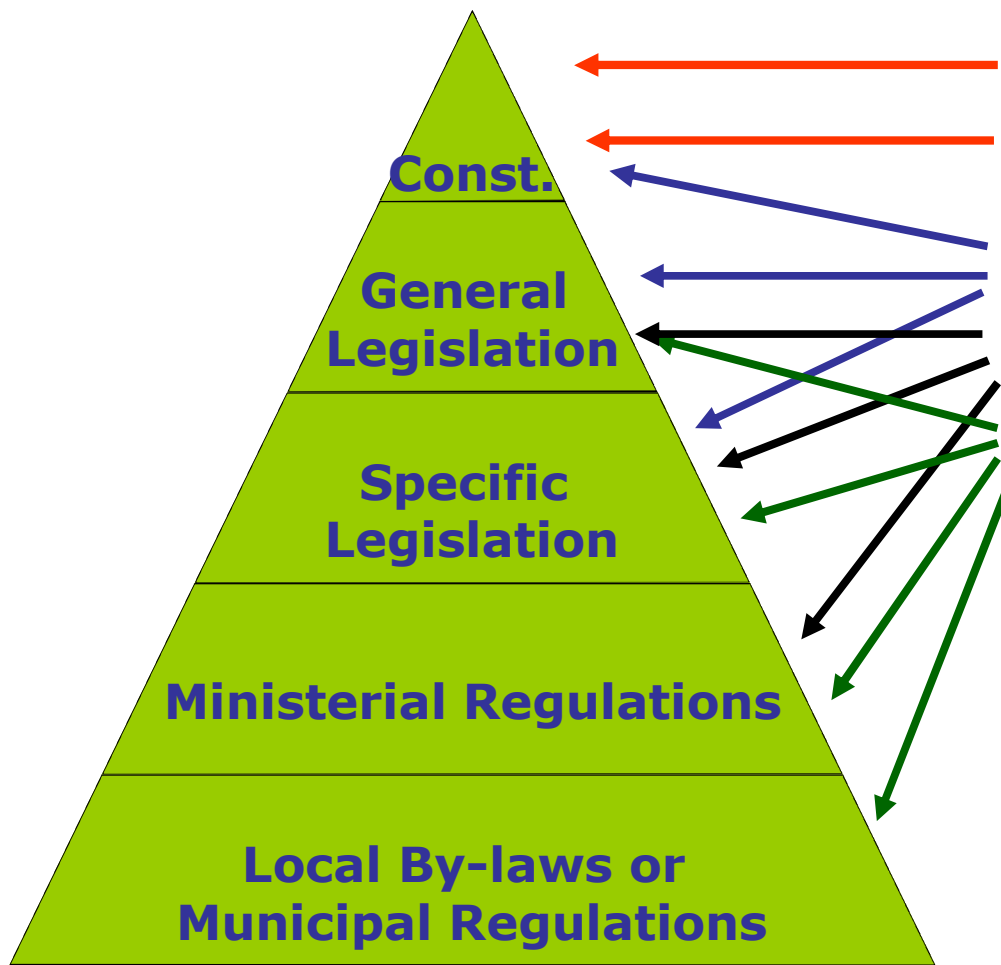 Const.
General
Legislation
Specific
Legislation
Ministerial Regulations
Local By-laws or
Municipal Regulations